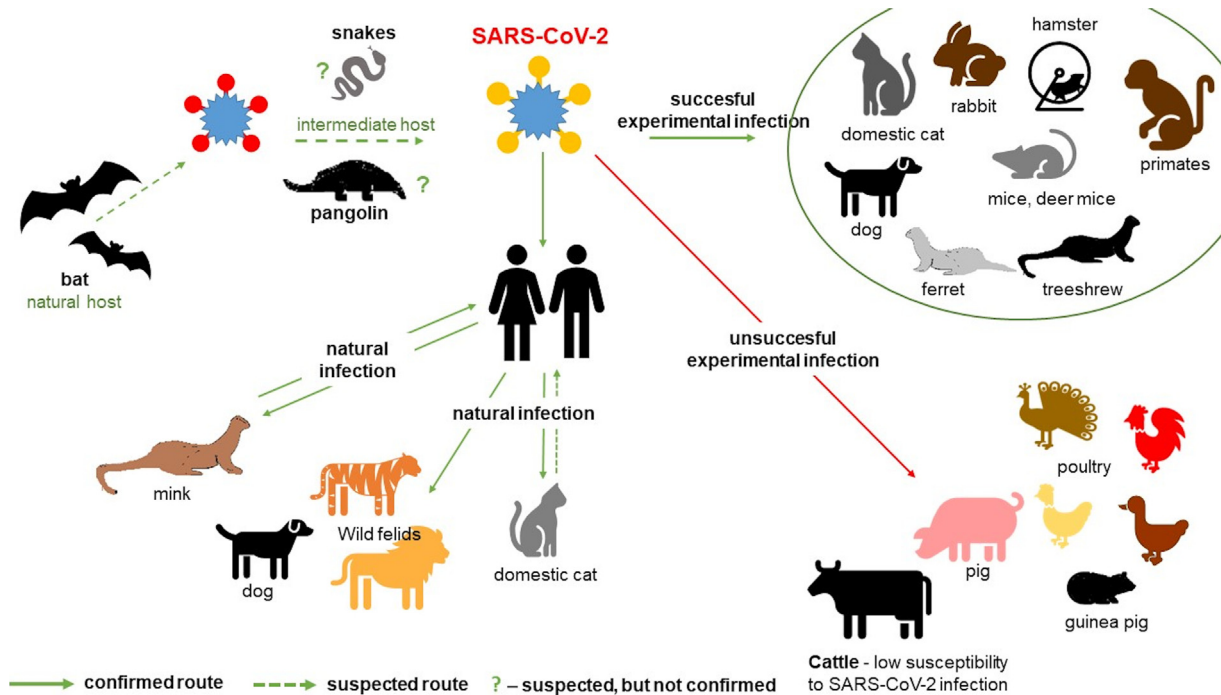 snakes
?
SARS-CoV-2
intermediate host
pangolin
?
bat
natural host
succesful
experimental infection
hamster
rabbit
domestic cat
primates
mice, deer mice
dog
ferret
treeshrew
natural
infection
natural infection
unsuccesful
experimental infection
mink
Wild felids
dog
domestic cat
poultry
pig
guinea pig
Cattle - low susceptibility
to SARS-CoV-2 infection
confirmed route
suspected route
? – suspected, but not confirmed